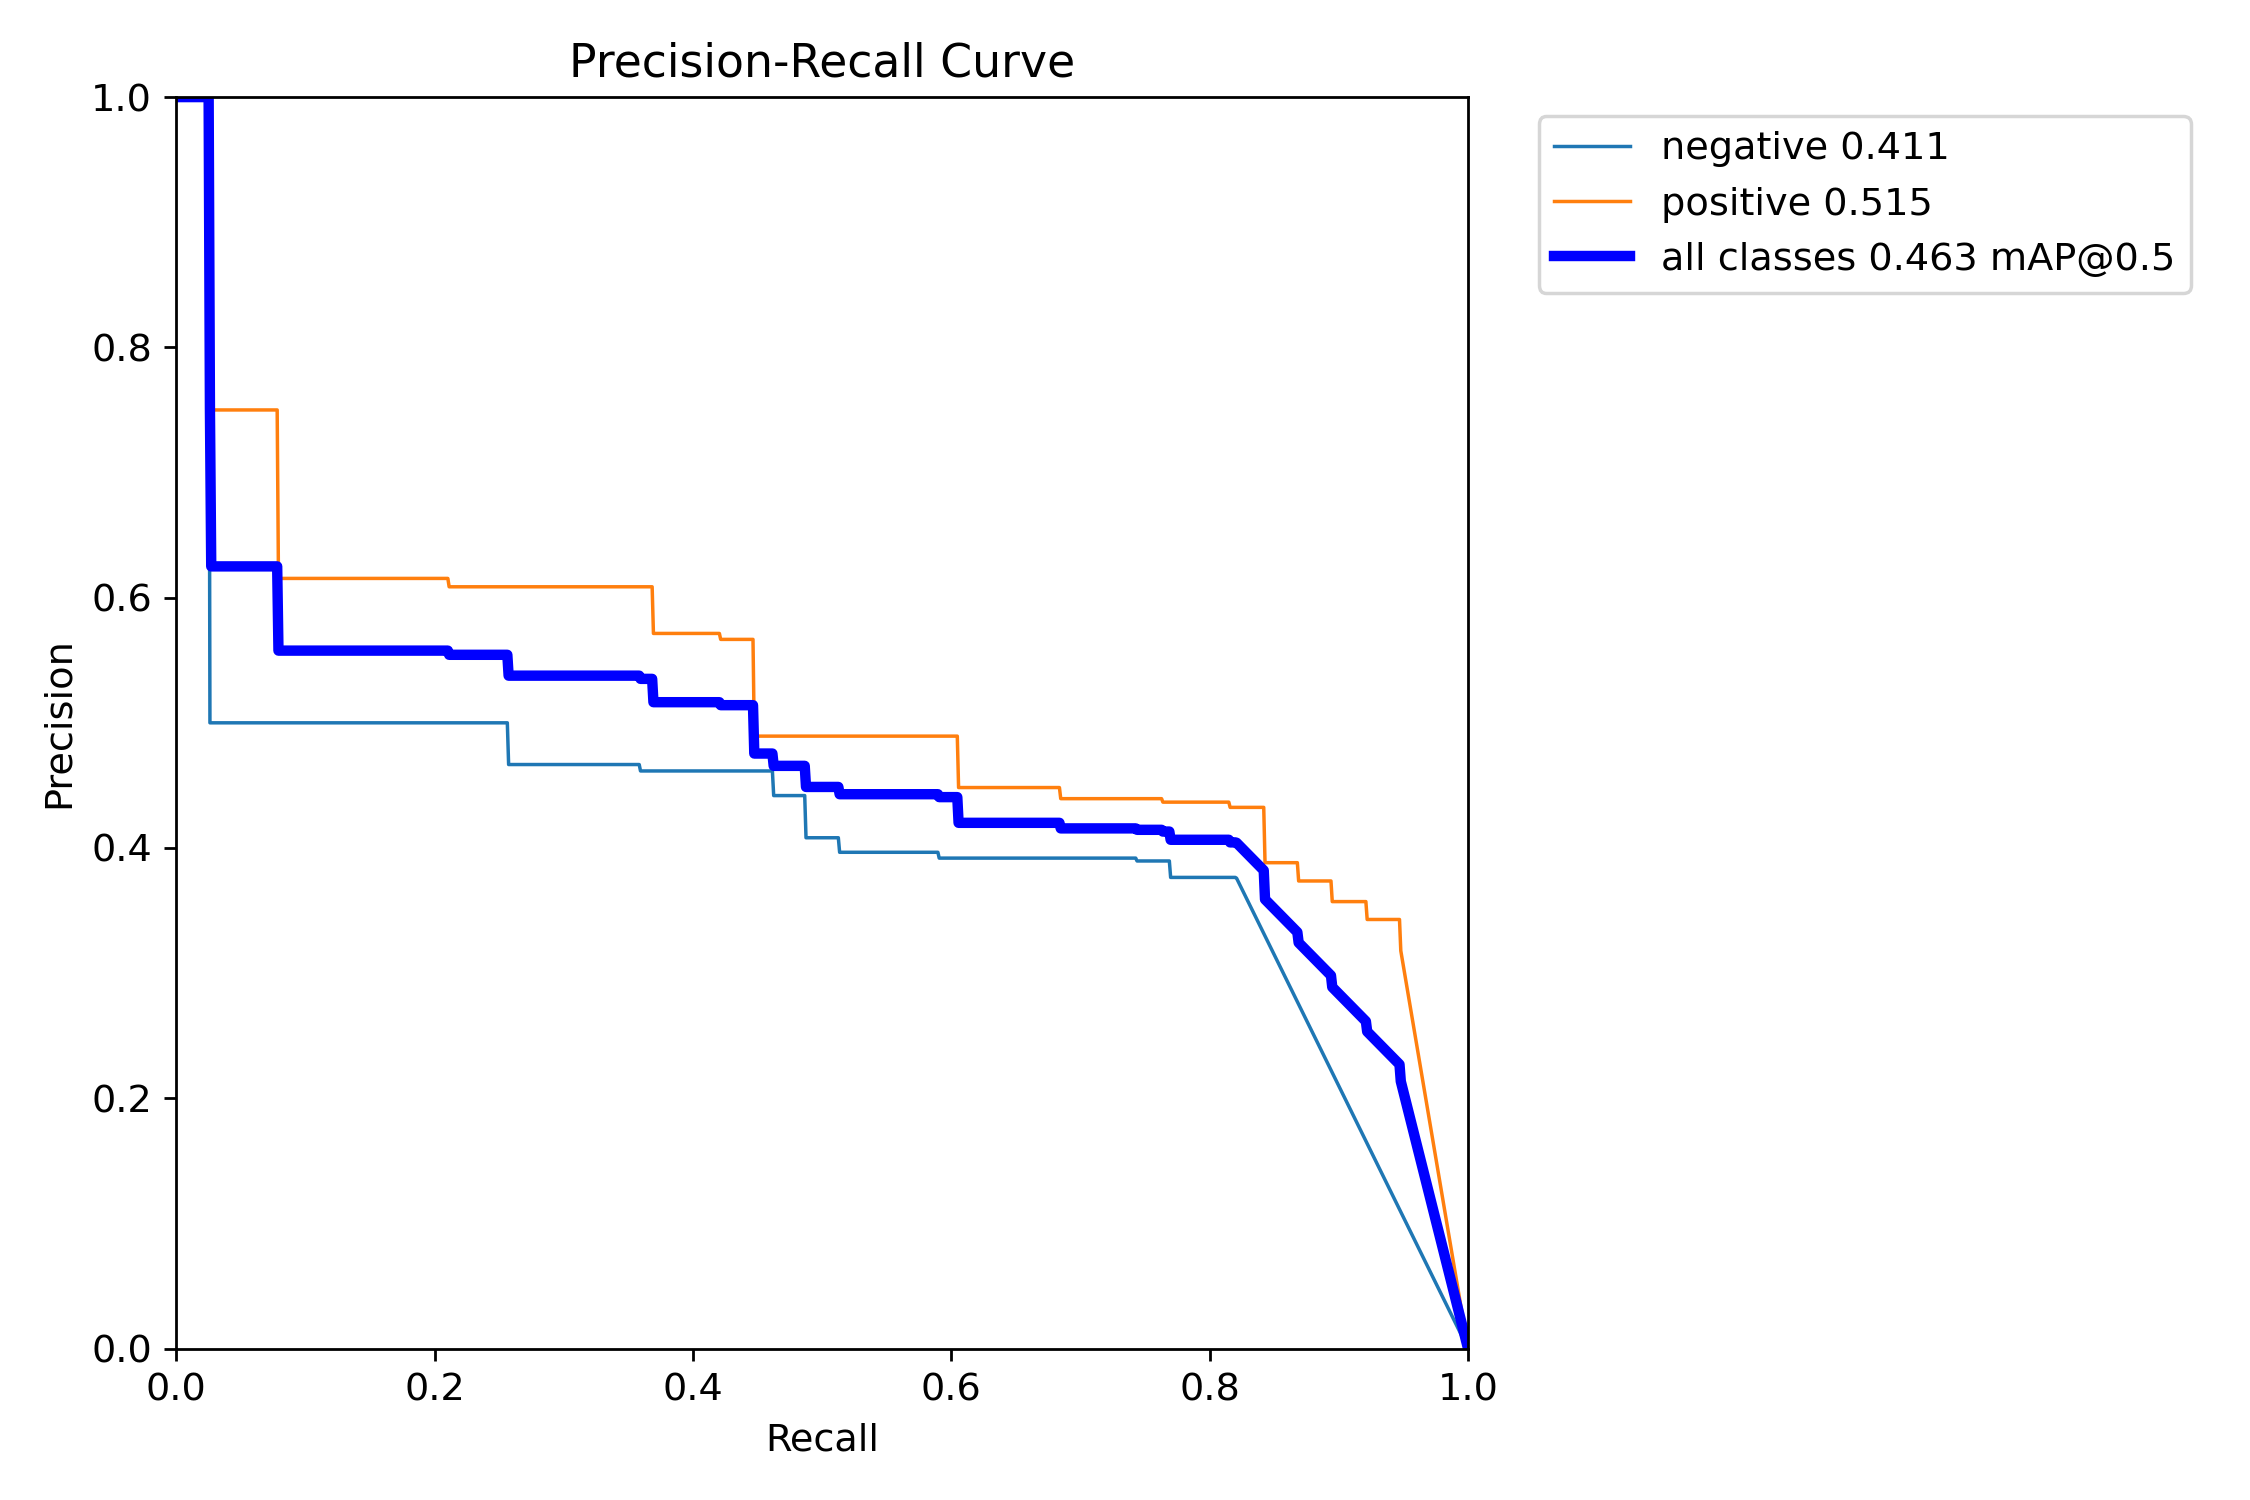 Precision-Recall Curve
1.0
0.8
0.6
0.4
0.2
0.0
Precision
0.0 0.2 0.4 0.6 0.8 1.0
Recall
negative 0.411
positive 0.515
all classes 0.463 mAP@0.5